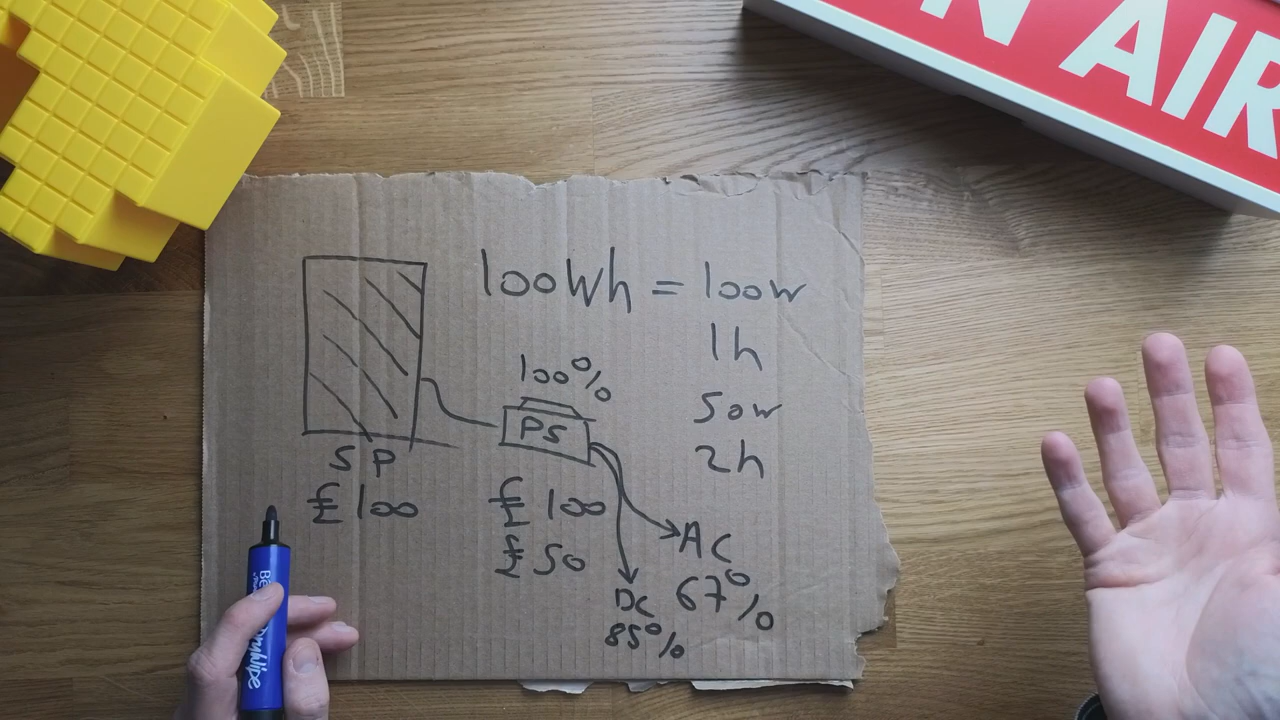 N AIR
100Wh = 100W
1h
50W
2h
100%
PS
SP
£100
£100
£50
AC
67%
DC
85%